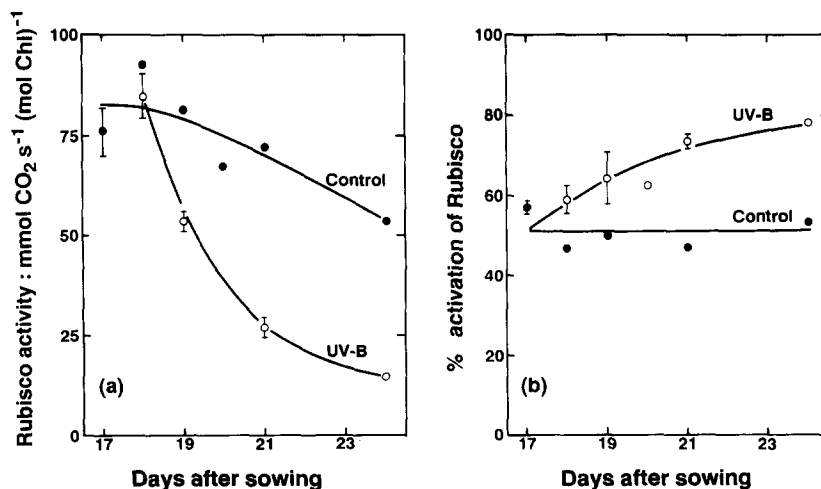 Rubisco activity : mmol CO₂ s⁻¹ (mol Chl)⁻¹
100
75
50
25
0
Control
UV-B
(a)
17
19
21
23
Days after sowing
% activation of Rubisco
100
80
60
40
20
0
UV-B
Control
(b)
17
19
21
23
Days after sowing